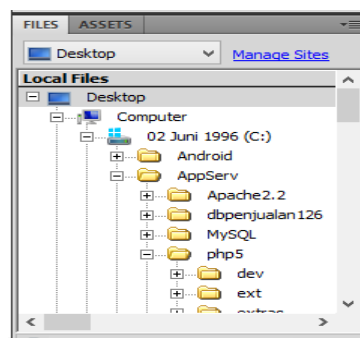 FILES ASSETS
Desktop Manage Sites
Local Files
Desktop
Computer
02 Juni 1996 (C:)
Android
AppServ
Apache2.2
dbpenjualan126
MySQL
php5
dev
ext
extras